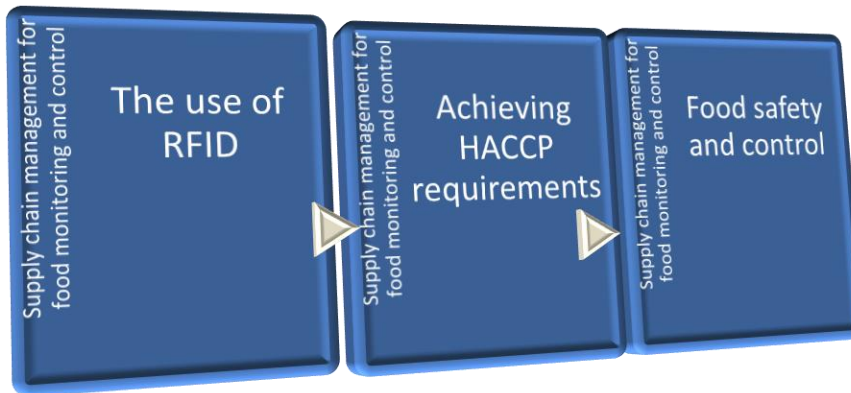 Supply chain management for
food monitoring and control
The use of
RFID
Supply chain management for
food monitoring and control
Achieving
HACCP
requirements
Supply chain management for
food monitoring and control
Food safety
and control